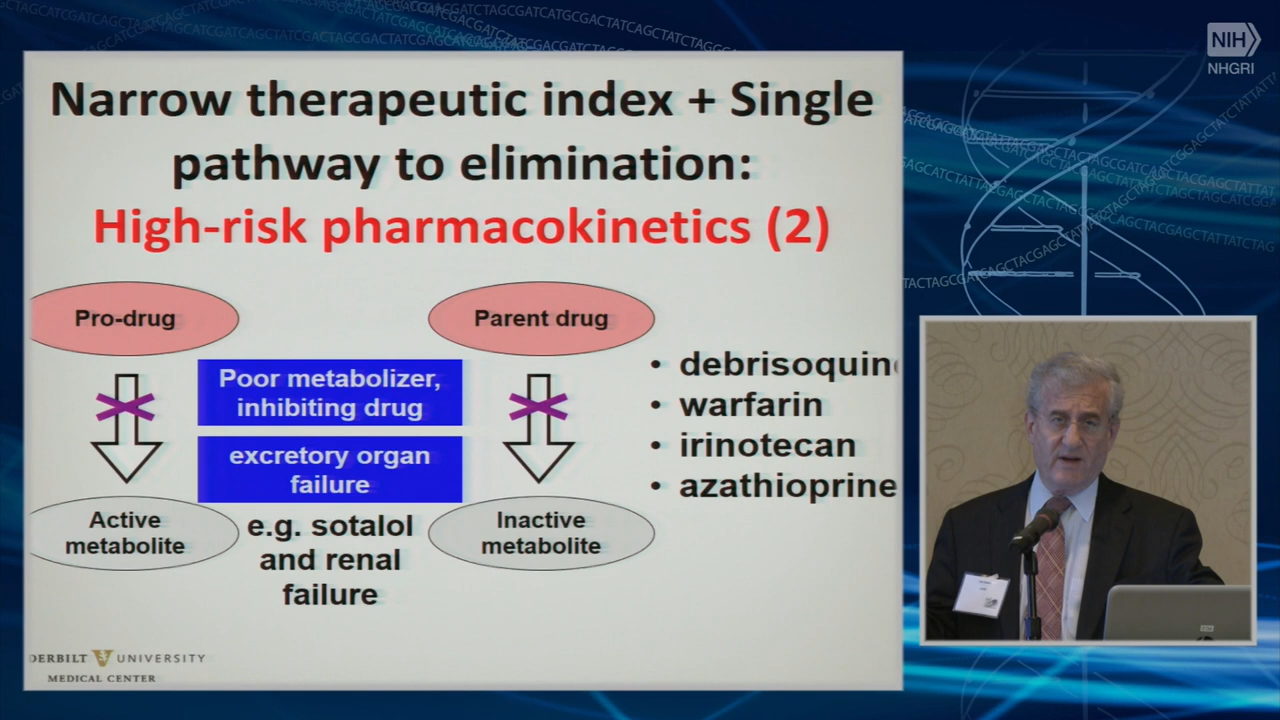 NIH
NHGRI
Narrow therapeutic index + Single
pathway to elimination:
High-risk pharmacokinetics (2)
Pro-drug
Parent drug
Poor metabolizer,
inhibiting drug
excretory organ
failure
Active
metabolite
e.g. sotalol
and renal
failure
Inactive
metabolite
• debrisoquin
• warfarin
• irinotecan
• azathioprine
DERBILT UNIVERSITY
MEDICAL CENTER